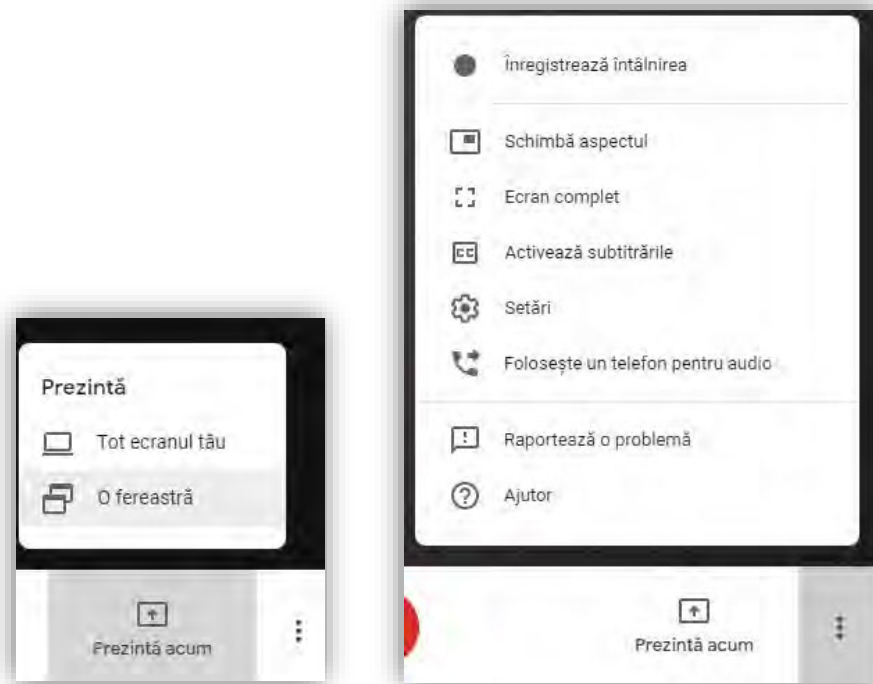 Prezintă
Tot ecranul tău
O fereastră
Prezintă acum
Înregistrează întâlnirea
Schimbă aspectul
Ecran complet
Activează subtitrările
Setări
Folosește un telefon pentru audio
Raportează o problemă
Ajutor
Prezintă acum